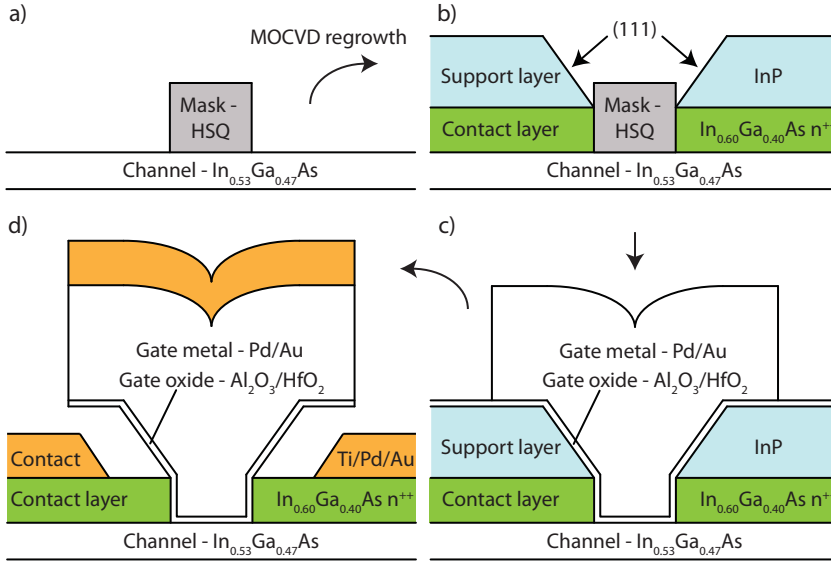 a)
MOCVD regrowth
Mask -
HSQ
Channel - In0.53Ga0.47As
b)
(111)
Support layer
InP
Mask -
HSQ
Contact layer
In0.60Ga0.40As n++
Channel - In0.53Ga0.47As
d)
Gate metal - Pd/Au
Gate oxide - Al2O3/HfO2
Contact
Ti/Pd/Au
Contact layer
In0.60Ga0.40As n++
Channel - In0.53Ga0.47As
c)
Gate metal - Pd/Au
Gate oxide - Al2O3/HfO2
Support layer
InP
Contact layer
In0.60Ga0.40As n++
Channel - In0.53Ga0.47As